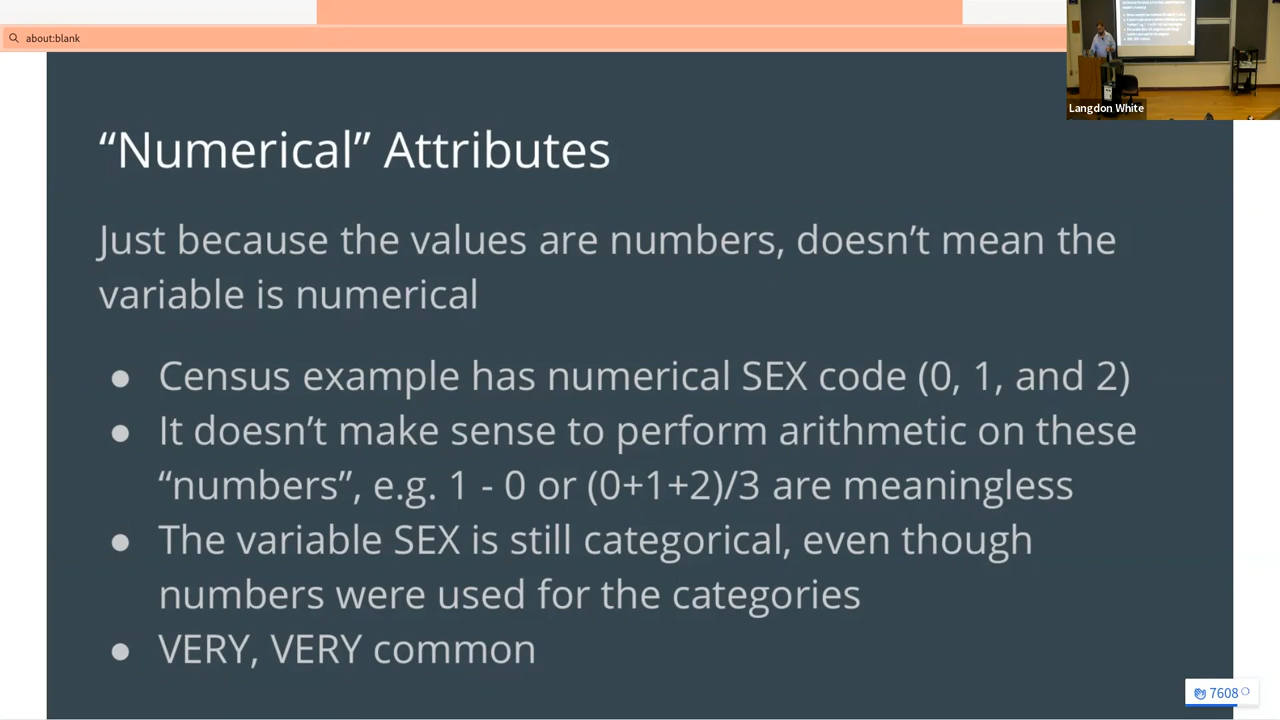 about:blank
Langdon White
“Numerical” Attributes
Just because the values are numbers, doesn’t mean the
variable is numerical
● Census example has numerical SEX code (0, 1, and 2)
● It doesn’t make sense to perform arithmetic on these
“numbers”, e.g. 1 - 0 or (0+1+2)/3 are meaningless
● The variable SEX is still categorical, even though
numbers were used for the categories
● VERY, VERY common
7608